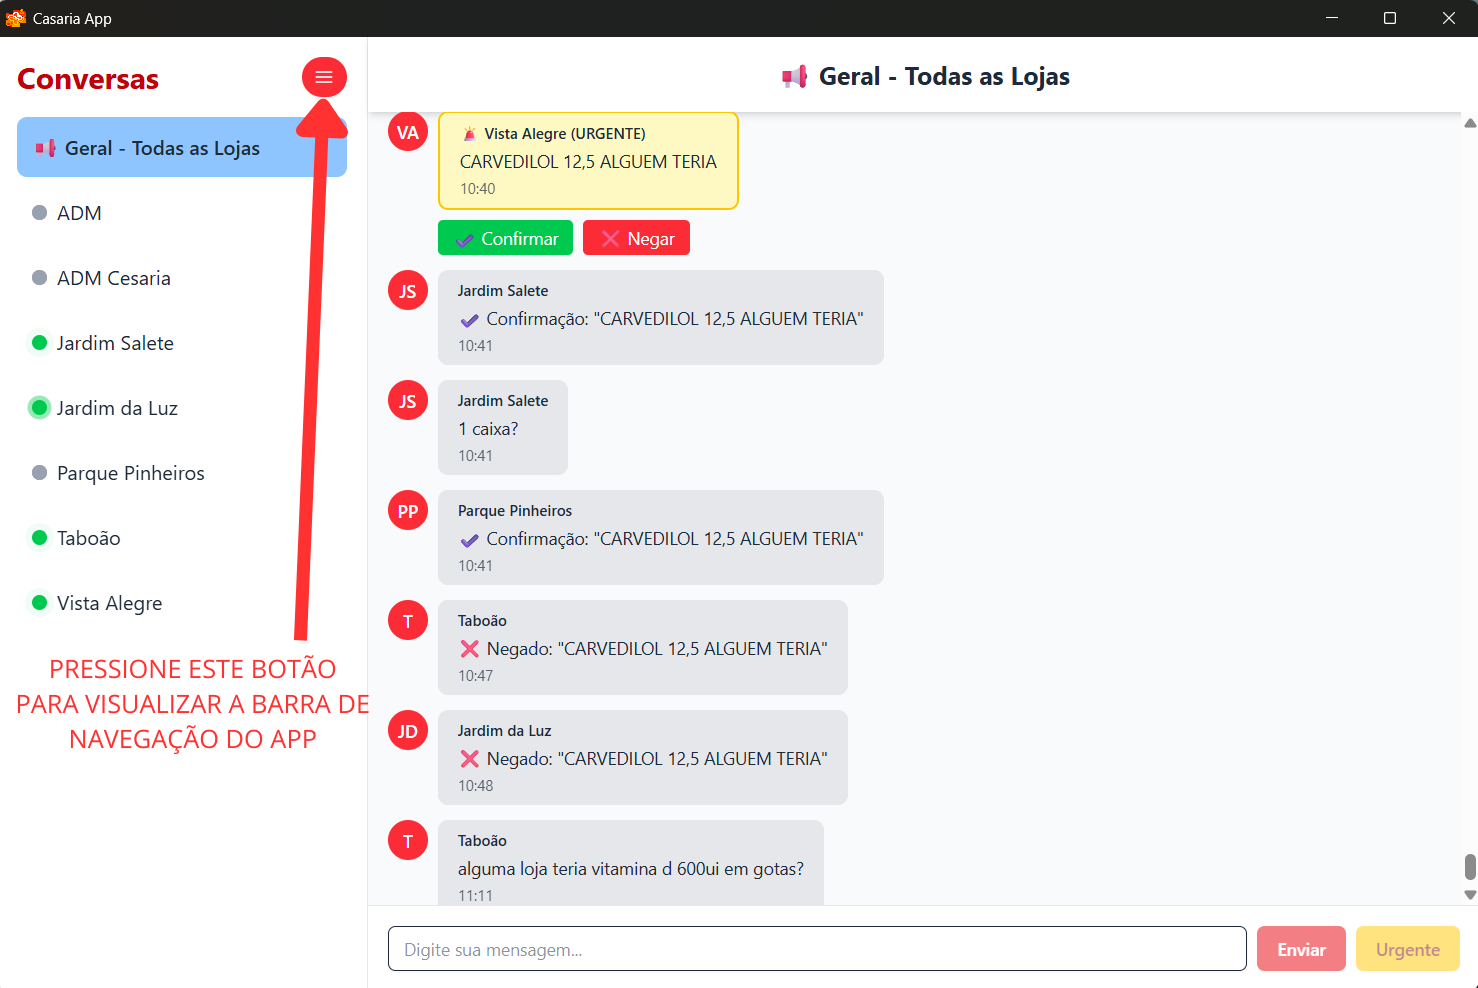 Casaria App
Conversas
Geral - Todas as Lojas
ADM
ADM Cesaria
Jardim Salete
Jardim da Luz
Parque Pinheiros
Taboão
Vista Alegre
PRESSIONE ESTE BOTÃO
PARA VISUALIZAR A BARRA DE
NAVEGAÇÃO DO APP
Geral - Todas as Lojas
VA
Vista Alegre (URGENTE)
CARVEDILOL 12,5 ALGUEM TERIA
10:40
Confirmar Negar
JS
Jardim Salete
Confirmação: "CARVEDILOL 12,5 ALGUEM TERIA"
10:41
JS
Jardim Salete
1 caixa?
10:41
PP
Parque Pinheiros
Confirmação: "CARVEDILOL 12,5 ALGUEM TERIA"
10:41
T
Taboão
Negado: "CARVEDILOL 12,5 ALGUEM TERIA"
10:47
JD
Jardim da Luz
Negado: "CARVEDILOL 12,5 ALGUEM TERIA"
10:48
T
Taboão
alguma loja teria vitamina d 600ui em gotas?
11:11
Digite sua mensagem... Enviar Urgente